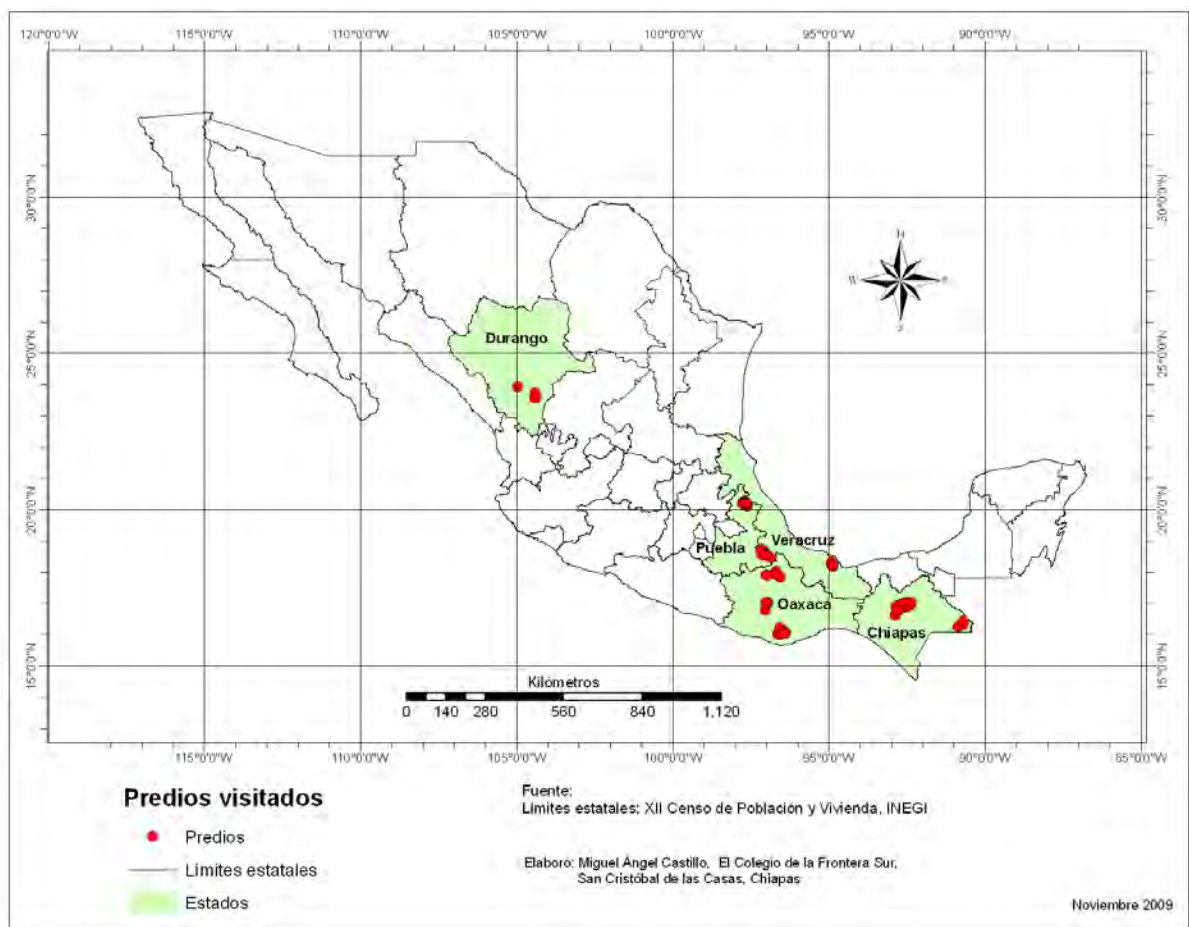 120°0'0"W 115°0'0"W 110°0'0"W 105°0'0"W 100°0'0"W 95°0'0"W 90°0'0"W
30°0'0"N 30°0'0"N
N
W
Durango
25°0'0"N 25°0'0"N
20°0'0"N 20°0'0"N
Puebla Veracruz
Oaxaca
Chiapas
15°0'0"N 15°0'0"N
Kilómetros
0 140 280 560 840 1.120
115°0'0"W 110°0'0"W 105°0'0"W 100°0'0"W 95°0'0"W 90°0'0"W 85°0'0"W
Predios visitados
Predios
Límites estatales
Estados
Fuente:
Límites estatales: XII Censo de Población y Vivienda, INEGI
Elaboró: Miguel Angel Castillo, El Colegio de la Frontera Sur,
San Cristóbal de las Casas, Chiapas
Noviembre 2009